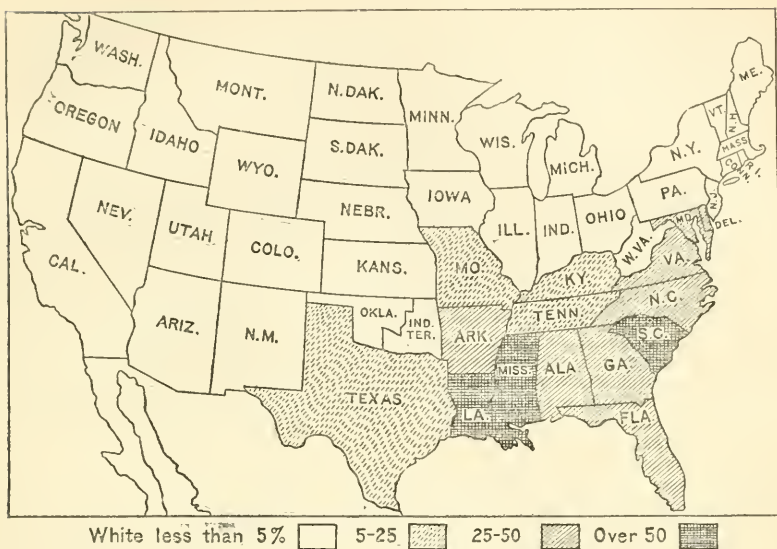 WASH.
MONT.
N.DAK.
MINN.
ME.
OREGON
IDAHO
S.DAK.
WIS.
MICH.
VT.
N.H.
N.Y.
MASS
CONN.
R.I.
WYO.
IOWA
PA.
N.J.
NEV.
UTAH
NEBR.
ILL.
IND.
OHIO
MD.
DEL.
CAL.
COLO.
KANS.
MO.
KY.
W.VA.
VA.
ARIZ.
N.M.
OKLA.
IND.
TER.
ARK.
TENN.
N.C.
S.C.
TEXAS
LA.
MISS.
ALA
GA.
FLA.
White less than 5% 5-25 25-50 Over 50